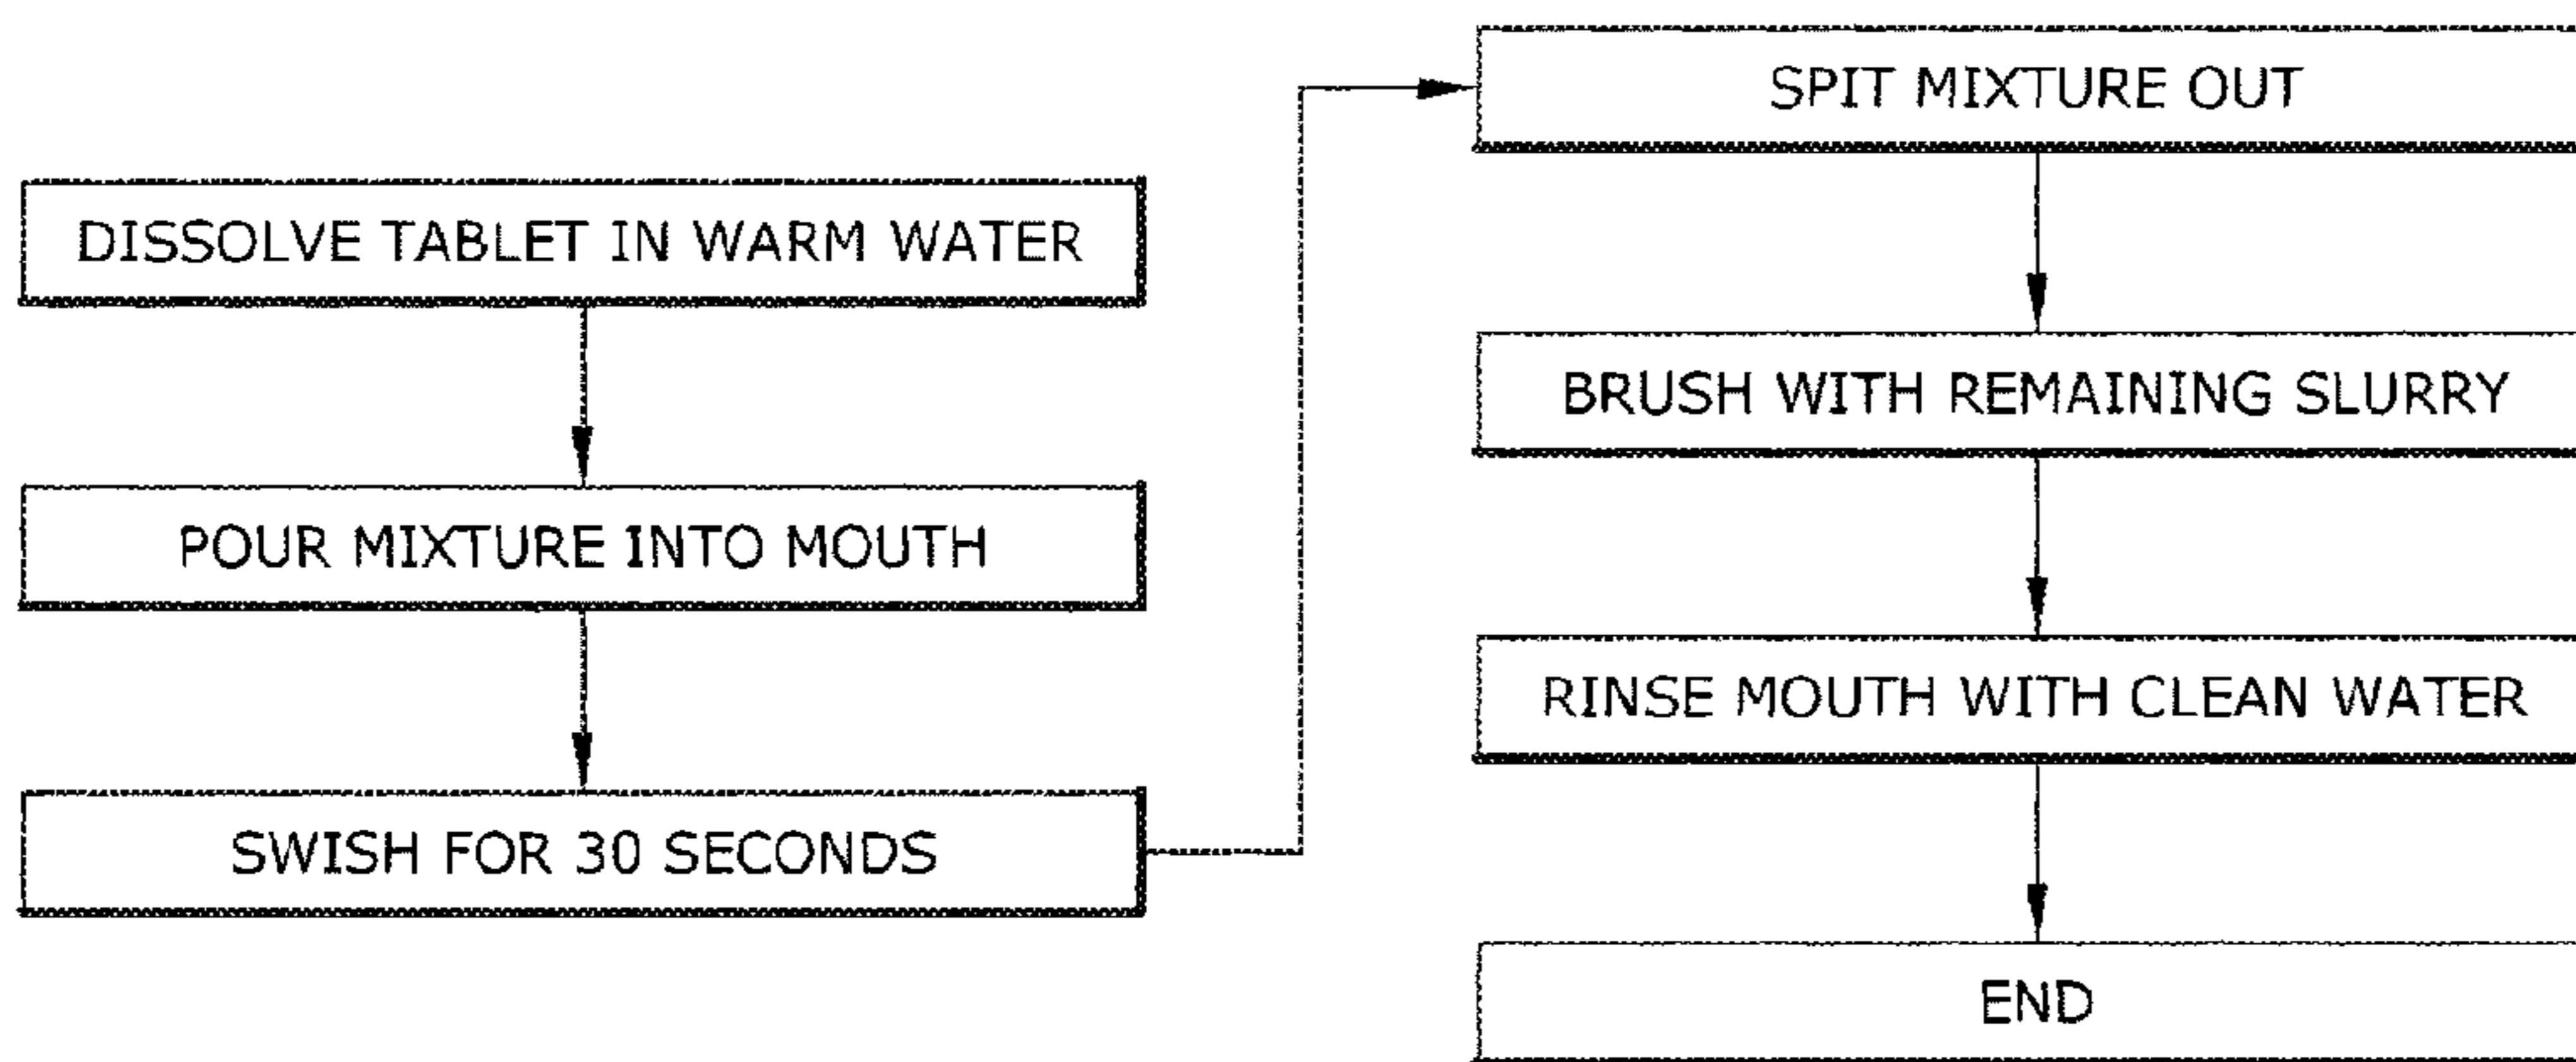 DISSOLVE TABLET IN WARM WATER
POUR MIXTURE INTO MOUTH
SWISH FOR 30 SECONDS
SPIT MIXTURE OUT
BRUSH WITH REMAINING SLURRY
RINSE MOUTH WITH CLEAN WATER
END